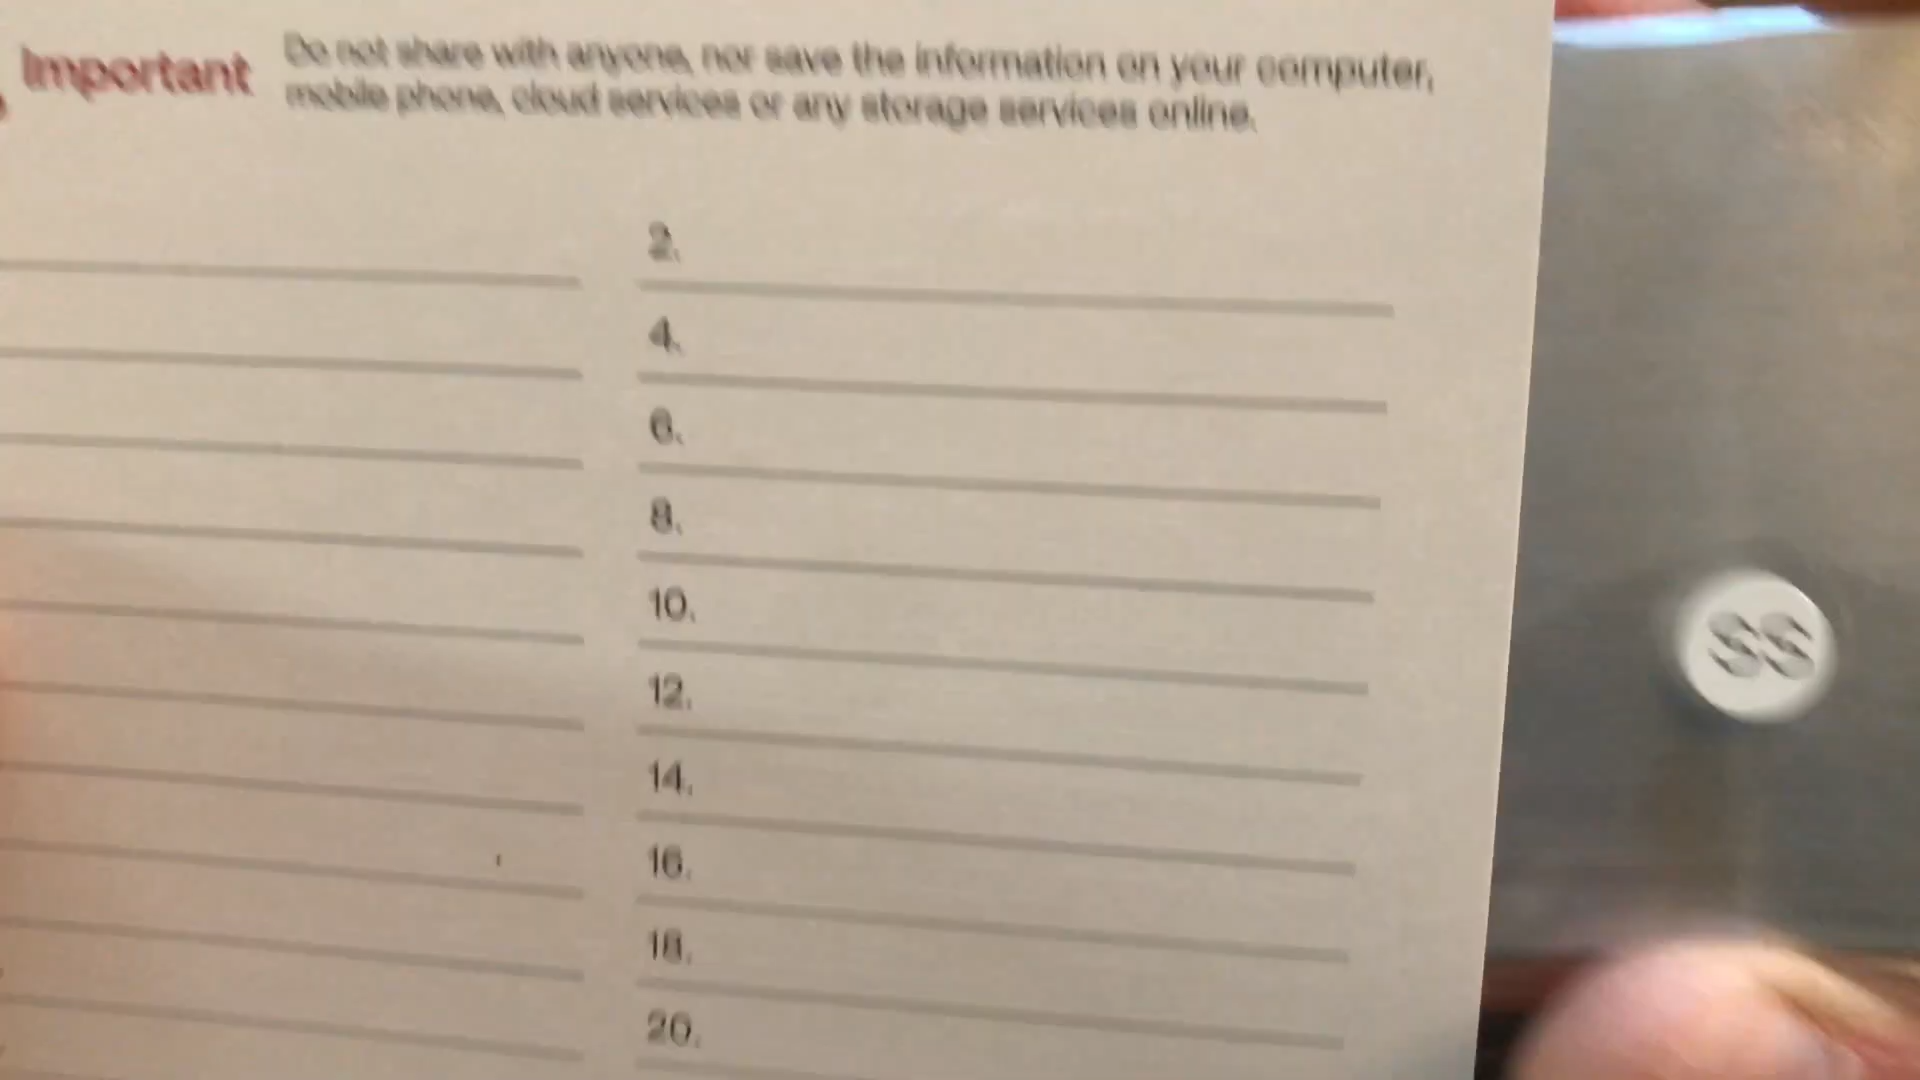 Important
Do not share with anyone, nor save the information on your computer,
mobile phone, cloud services or any storage services online.
2.
4.
6.
8.
10.
12.
14.
16.
18.
20.
SS